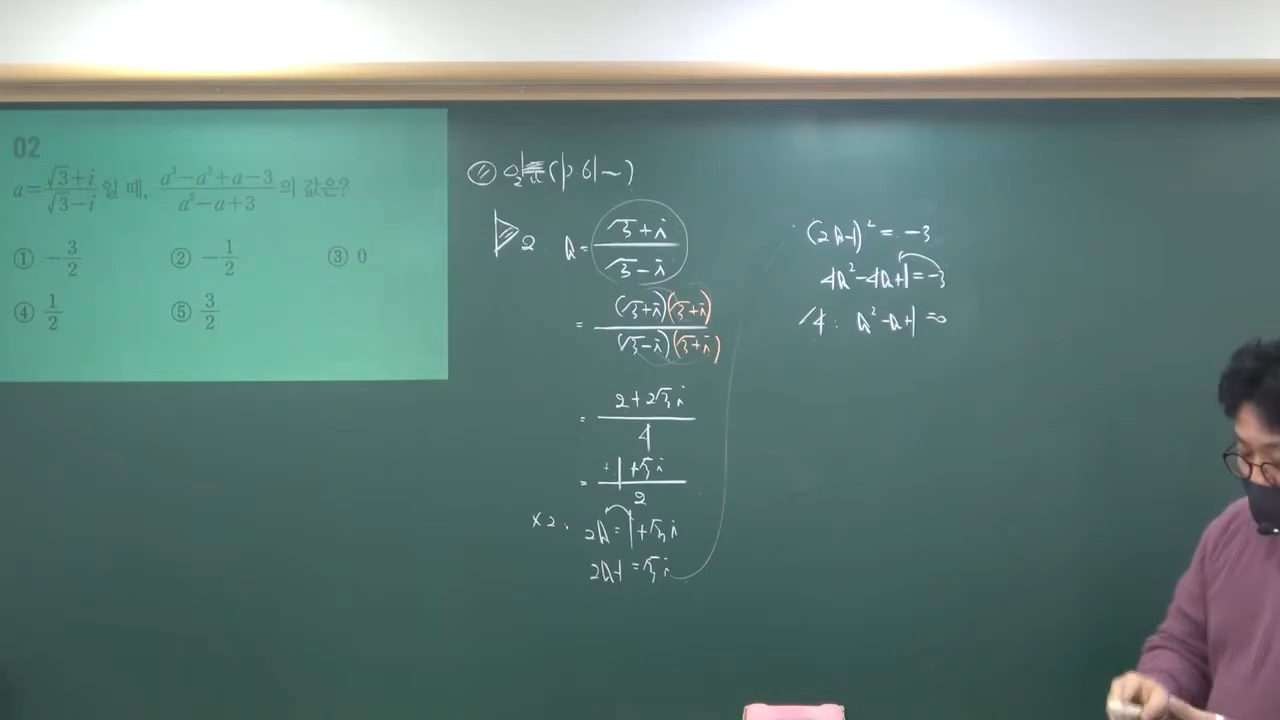 02
a = (√3+i)/(√3-i) 일 때, (a³-a²+a-3)/(a²-a+3) 의 값은?
① -3/2 ② -1/2 ③ 0
④ 1/2 ⑤ 3/2
2 a = (√3+i)/(√3-i)
= (√3+i)(√3+i)/(√3-i)(√3+i)
= (2+2√3i)/4
= (1+√3i)/2
×2: 2a = 1+√3i
2a-1 = √3i
(2a-1)² = -3
4a²-4a+1 = -3
/4: a²-a+1 = 0